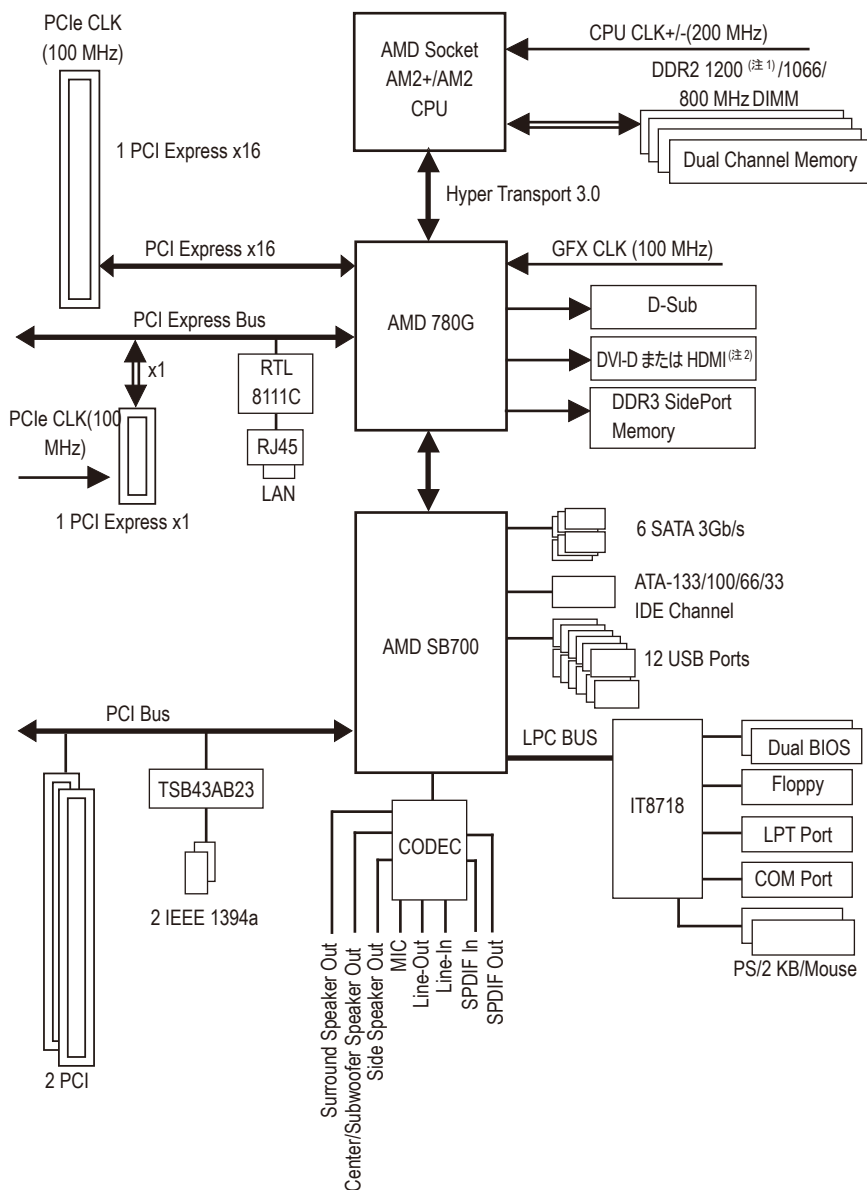 PCIe CLK
(100 MHz)
1 PCI Express x16
AMD Socket
AM2+/AM2
CPU
CPU CLK+/-(200 MHz)
DDR2 1200 (注 1) /1066/
800 MHz DIMM
Dual Channel Memory
Hyper Transport 3.0
PCI Express x16
GFX CLK (100 MHz)
AMD 780G
D-Sub
DVI-D または HDMI(注 2)
DDR3 SidePort
Memory
PCI Express Bus
x1
RTL
8111C
RJ45
LAN
PCIe CLK(100
MHz)
1 PCI Express x1
AMD SB700
6 SATA 3Gb/s
ATA-133/100/66/33
IDE Channel
12 USB Ports
PCI Bus
LPC BUS
TSB43AB23
2 IEEE 1394a
2 PCI
IT8718
Dual BIOS
Floppy
LPT Port
COM Port
PS/2 KB/Mouse
CODEC
Surround Speaker Out
Center/Subwoofer Speaker Out
Side Speaker Out
MIC
Line-Out
Line-In
SPDIF In
SPDIF Out